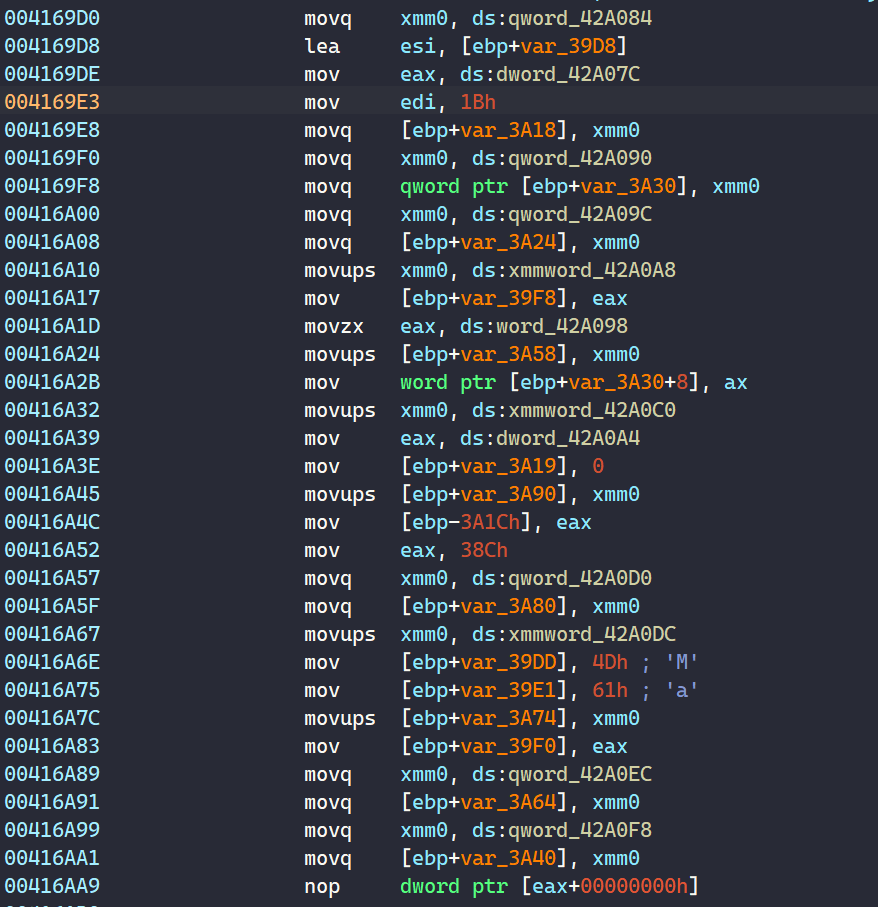 004169D0 movq xmm0, ds:qword_42A084
004169D8 lea esi, [ebp+var_39D8]
004169DE mov eax, ds:dword_42A07C
004169E3 mov edi, 1Bh
004169E8 movq [ebp+var_3A18], xmm0
004169F0 movq xmm0, ds:qword_42A090
004169F8 movq qword ptr [ebp+var_3A30], xmm0
00416A00 movq xmm0, ds:qword_42A09C
00416A08 movq [ebp+var_3A24], xmm0
00416A10 movups xmm0, ds:xmmword_42A0A8
00416A17 mov [ebp+var_39F8], eax
00416A1D movzx eax, ds:word_42A098
00416A24 movups [ebp+var_3A58], xmm0
00416A2B mov word ptr [ebp+var_3A30+8], ax
00416A32 movups xmm0, ds:xmmword_42A0C0
00416A39 mov eax, ds:dword_42A0A4
00416A3E mov [ebp+var_3A19], 0
00416A45 movups [ebp+var_3A90], xmm0
00416A4C mov [ebp-3A1Ch], eax
00416A52 mov eax, 38Ch
00416A57 movq xmm0, ds:qword_42A0D0
00416A5F movq [ebp+var_3A80], xmm0
00416A67 movups xmm0, ds:xmmword_42A0DC
00416A6E mov [ebp+var_39DD], 4Dh ; 'M'
00416A75 mov [ebp+var_39E1], 61h ; 'a'
00416A7C movups [ebp+var_3A74], xmm0
00416A83 mov [ebp+var_39F0], eax
00416A89 movq xmm0, ds:qword_42A0EC
00416A91 movq [ebp+var_3A64], xmm0
00416A99 movq xmm0, ds:qword_42A0F8
00416AA1 movq [ebp+var_3A40], xmm0
00416AA9 nop dword ptr [eax+00000000h]